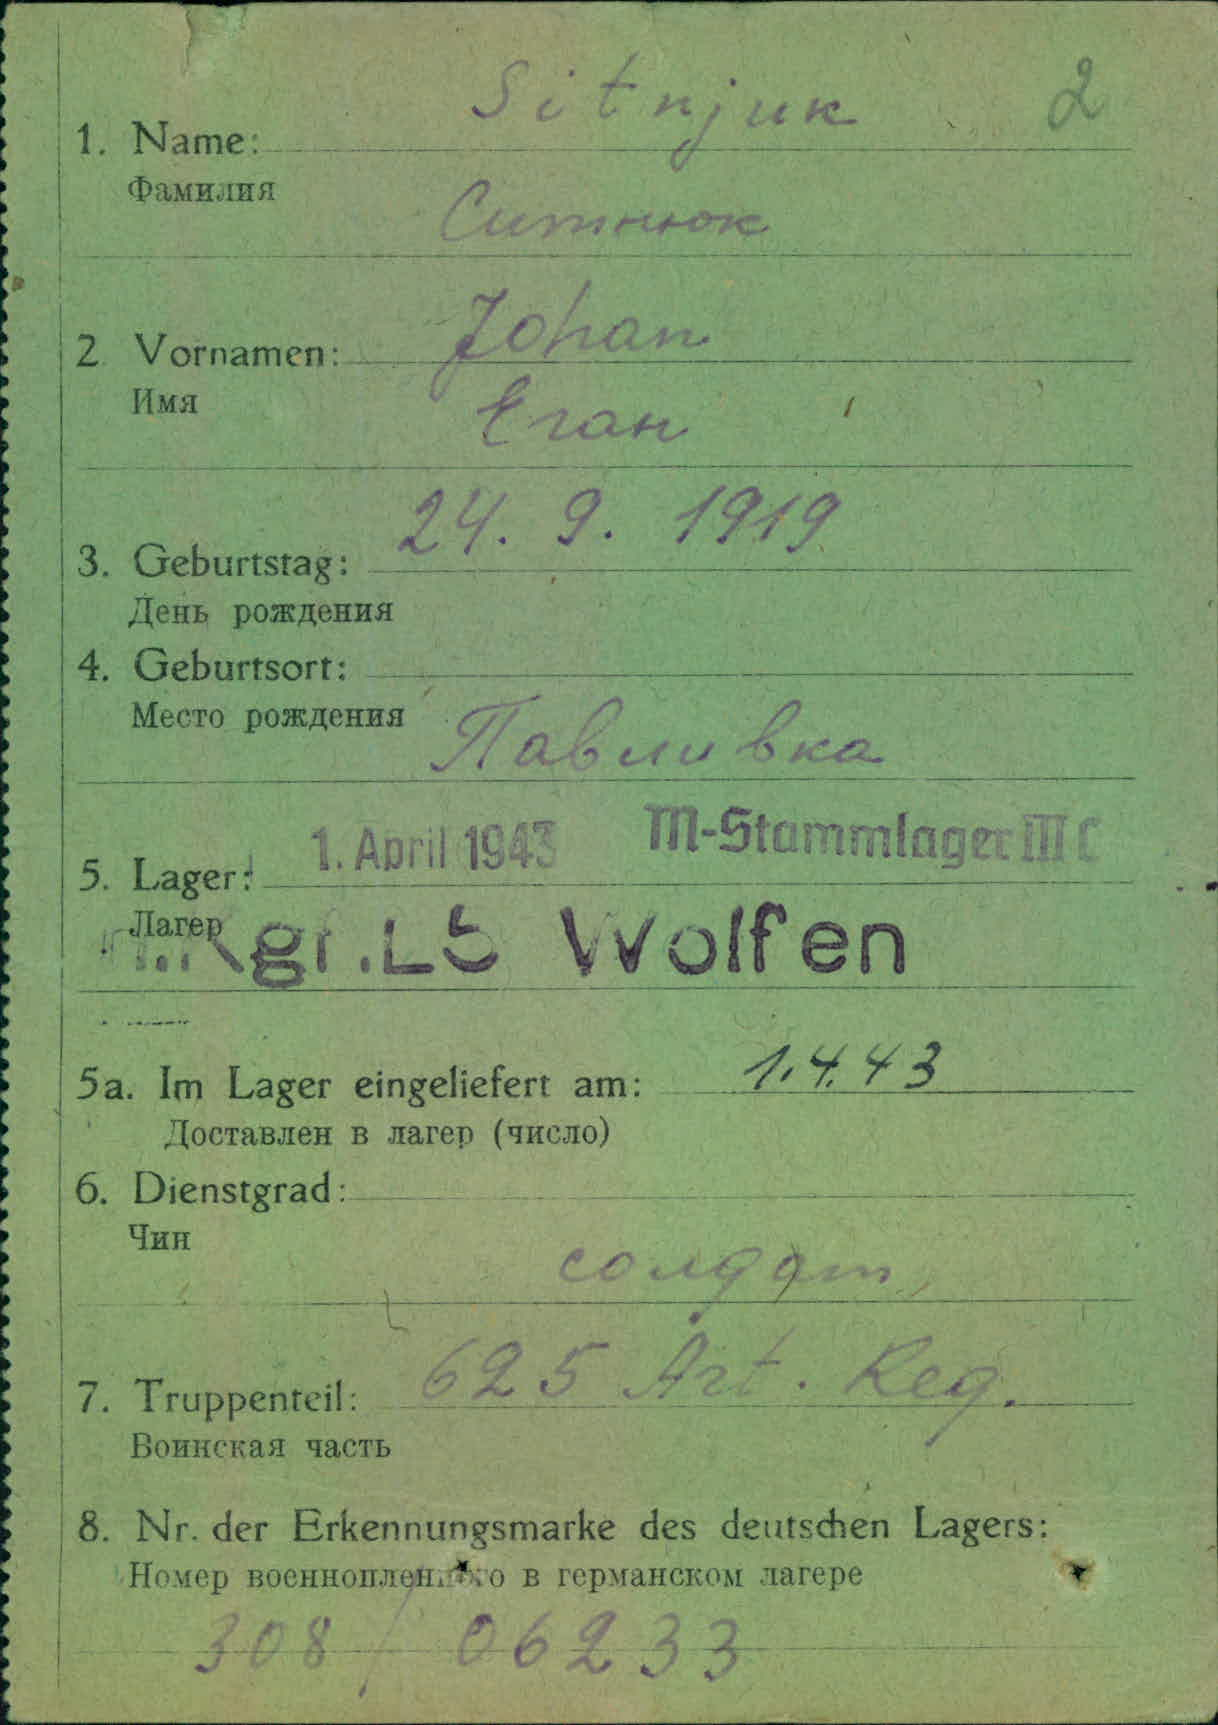 Sitnjuk 2
1. Name:
Фамилия
Ситнюк
Johan
2. Vornamen:
Имя
Еган
24. 9. 1919
3. Geburtstag:
День рождения
4. Geburtsort:
Место рождения
Павливка
1. April 1943 M-Stammlager III C
5. Lager:
Лагер
Wolfen
5a. Im Lager eingeliefert am: 1.4.43
Доставлен в лагер (число)
6. Dienstgrad:
Чин
солдат
7. Truppenteil: 625 Art. Reg.
Воинская часть
8. Nr. der Erkennungsmarke des deutschen Lagers:
Номер военнопленного в германском лагере
308 / 06233